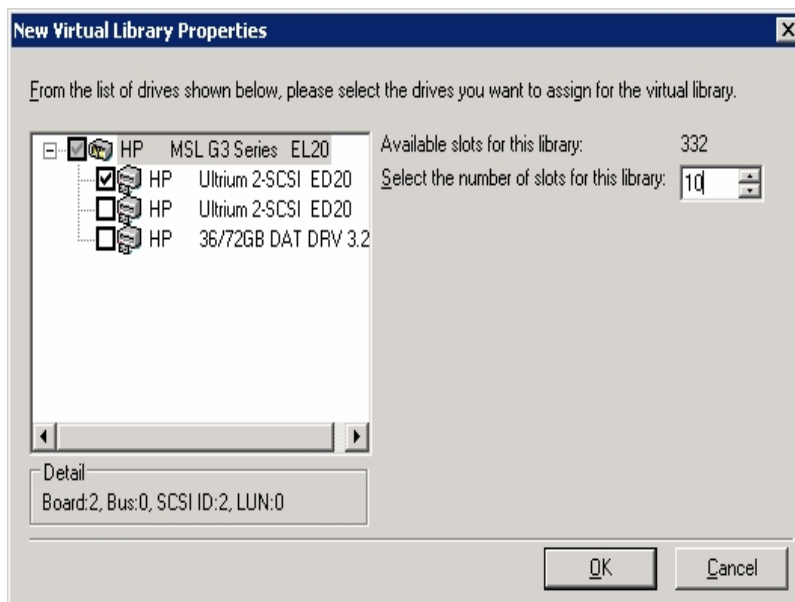 New Virtual Library Properties
From the list of drives shown below, please select the drives you want to assign for the virtual library.
HP MSL G3 Series EL20
HP Ultrium 2-SCSI ED20
HP Ultrium 2-SCSI ED20
HP 36/72GB DAT DRV 3.2
Available slots for this library: 332
Select the number of slots for this library: 10
Detail
Board:2, Bus:0, SCSI ID:2, LUN:0
OK
Cancel